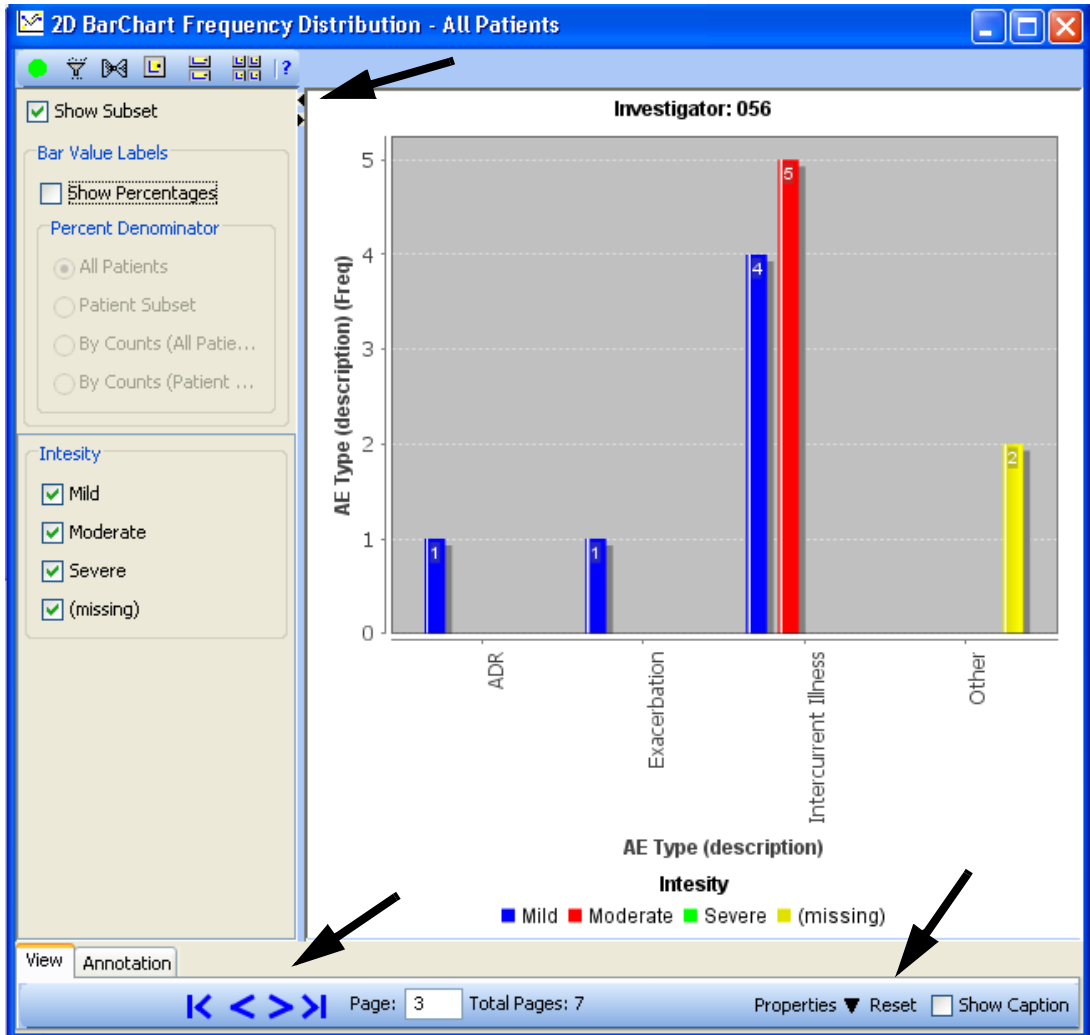 2D BarChart Frequency Distribution - All Patients
?
Show Subset
Bar Value Labels
Show Percentages
Percent Denominator
All Patients
Patient Subset
By Counts (All Patie...
By Counts (Patient ...
Intesity
Mild
Moderate
Severe
(missing)
Investigator: 056
AE Type (description) (Freq)
5
4
3
2
1
0
1
1
4
5
2
ADR
Exacerbation
Intercurrent Illness
Other
AE Type (description)
Intesity
Mild Moderate Severe (missing)
View Annotation
Page: 3 Total Pages: 7 Properties ▼ Reset Show Caption